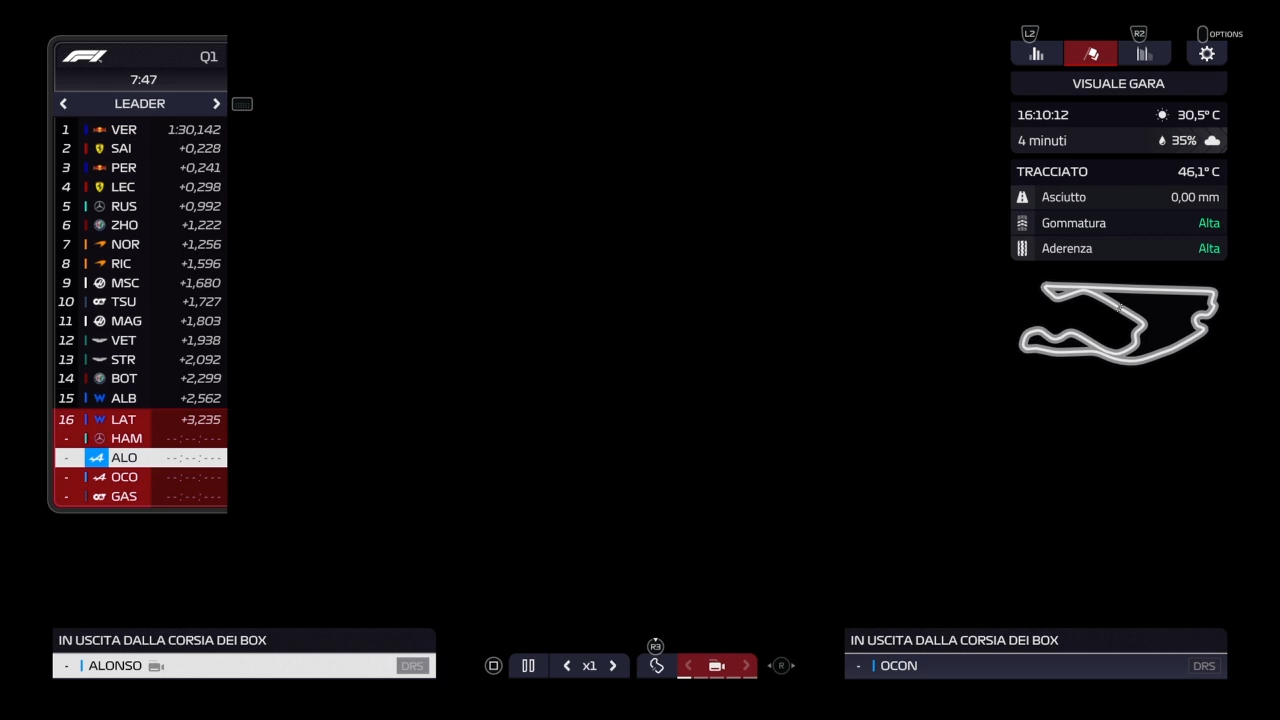 F1 Q1
7:47
LEADER
1 VER 1:30,142
2 SAI +0,228
3 PER +0,241
4 LEC +0,298
5 RUS +0,992
6 ZHO +1,222
7 NOR +1,256
8 RIC +1,596
9 MSC +1,680
10 TSU +1,727
11 MAG +1,803
12 VET +1,938
13 STR +2,092
14 BOT +2,299
15 ALB +2,562
16 LAT +3,235
- HAM --:--:---
- ALO --:--:---
- OCO --:--:---
- GAS --:--:---
L2 R2 OPTIONS
VISUALE GARA
16:10:12 30,5° C
4 minuti 35%
TRACCIATO 46,1° C
Asciutto 0,00 mm
Gommatura Alta
Aderenza Alta
IN USCITA DALLA CORSIA DEI BOX
- ALONSO DRS
R3
x1
R
IN USCITA DALLA CORSIA DEI BOX
- OCON DRS